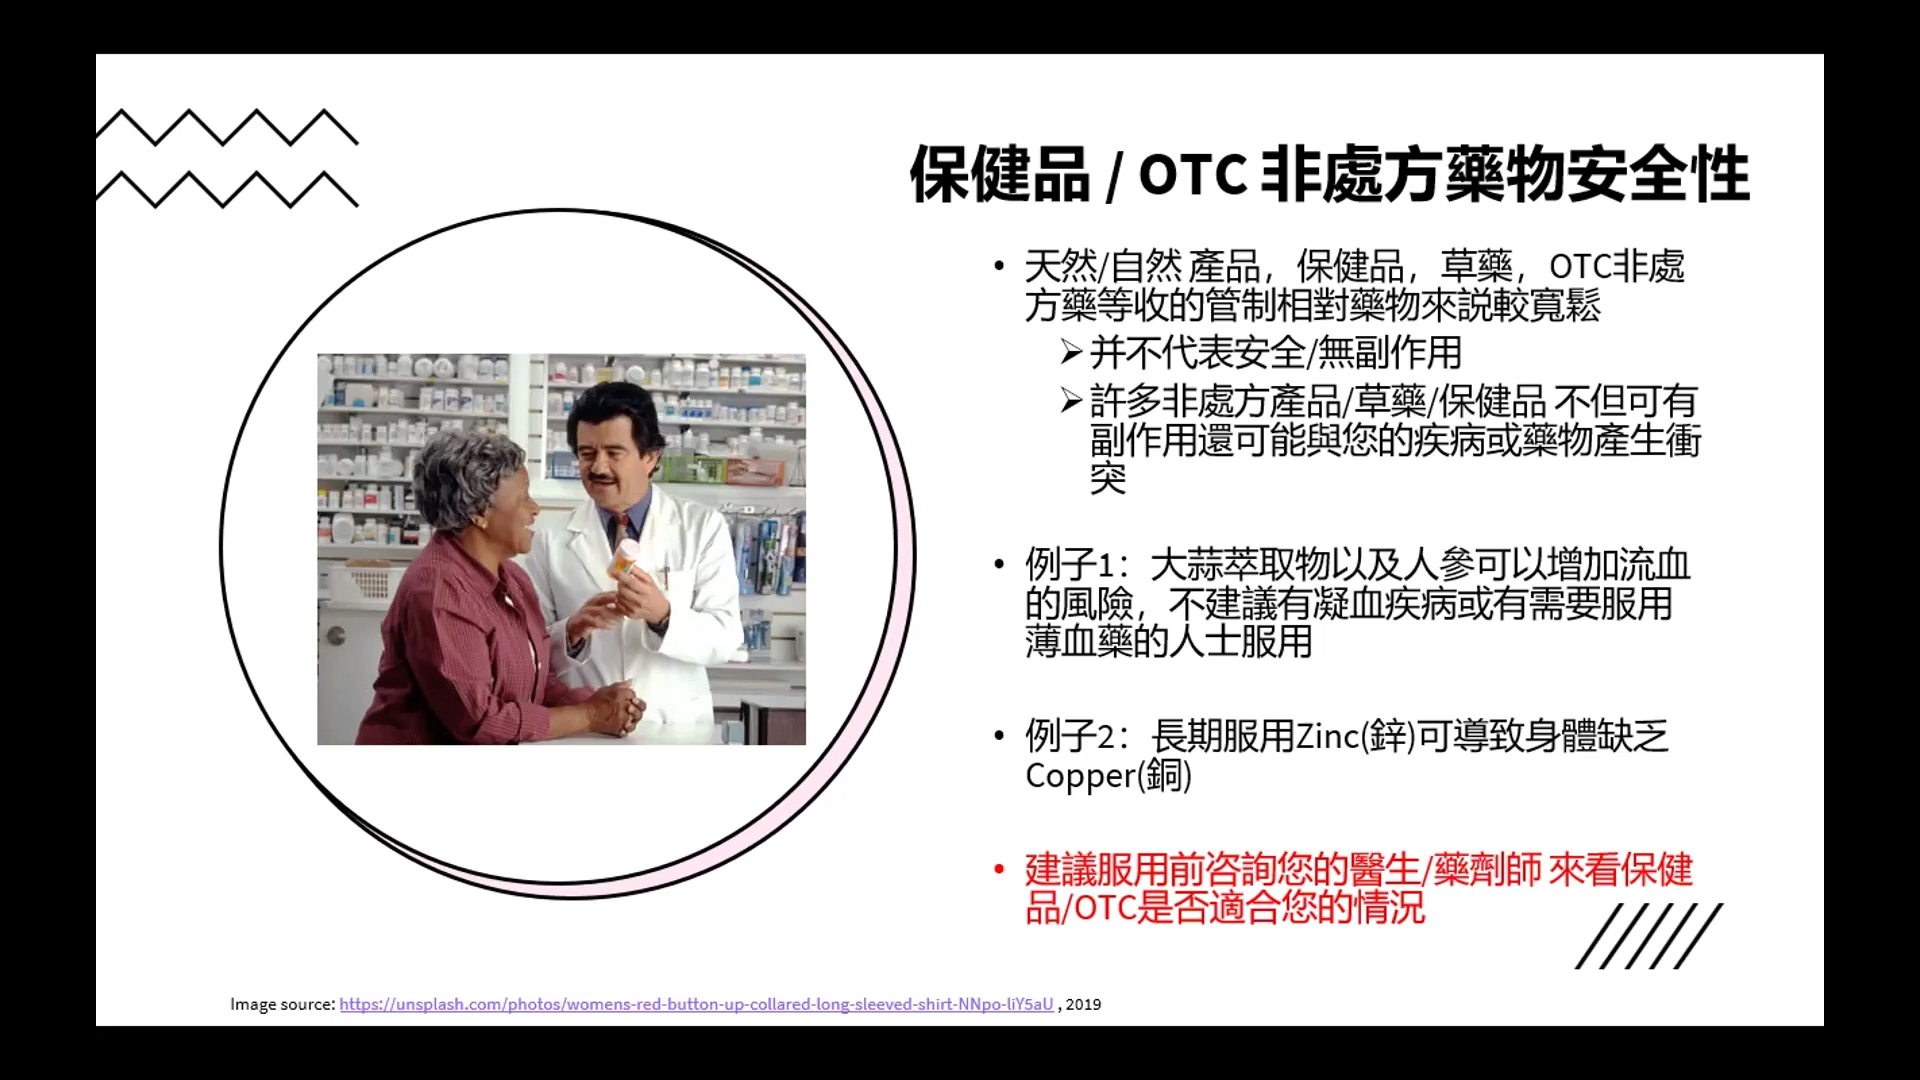 保健品 / OTC 非處方藥物安全性
• 天然/自然 產品，保健品，草藥，OTC非處
方藥等收的管制相對藥物來説較寬鬆
➢并不代表安全/無副作用
➢許多非處方產品/草藥/保健品 不但可有
副作用還可能與您的疾病或藥物產生衝
突
• 例子1：大蒜萃取物以及人參可以增加流血
的風險，不建議有凝血疾病或有需要服用
薄血藥的人士服用
• 例子2：長期服用Zinc(鋅)可導致身體缺乏
Copper(銅)
• 建議服用前咨詢您的醫生/藥劑師 來看保健
品/OTC是否適合您的情況
Image source: https://unsplash.com/photos/womens-red-button-up-collared-long-sleeved-shirt-NNpo-liY5aU , 2019